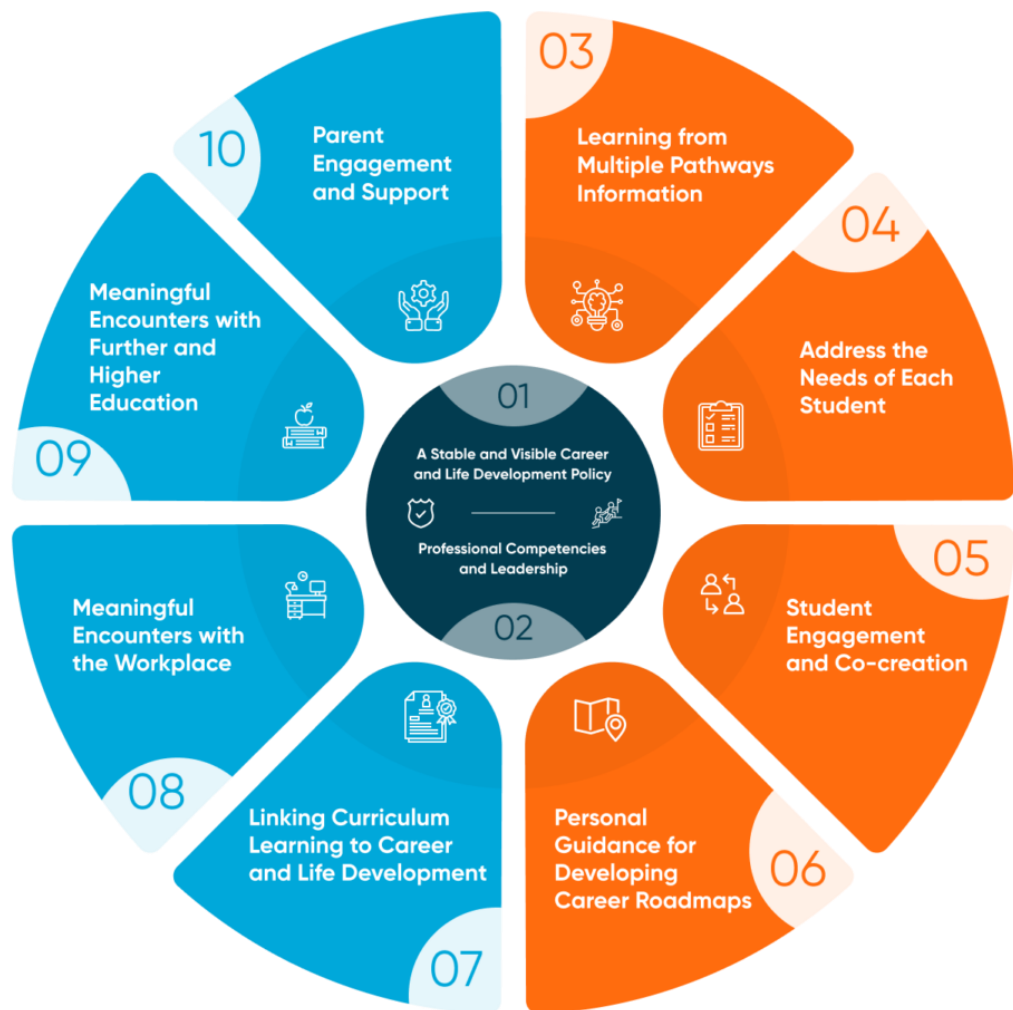 01
A Stable and Visible Career
and Life Development Policy
Professional Competencies
and Leadership
02
03
Learning from
Multiple Pathways
Information
04
Address the
Needs of Each
Student
05
Student
Engagement
and Co-creation
06
Personal
Guidance for
Developing
Career Roadmaps
07
Linking Curriculum
Learning to Career
and Life Development
08
Meaningful
Encounters with
the Workplace
09
Meaningful
Encounters with
Further and
Higher
Education
10
Parent
Engagement
and Support